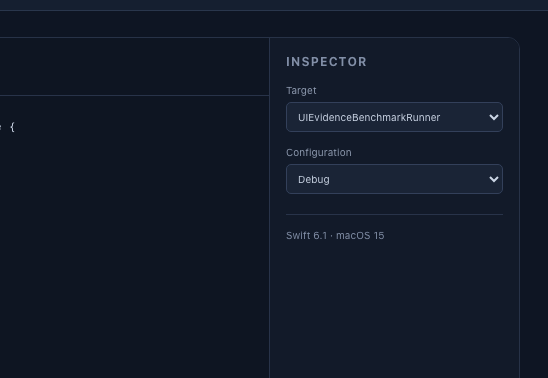 INSPECTOR
Target
{
UIEvidenceBenchmarkRunner
Configuration
Debug
Swift 6.1 · macOS 15